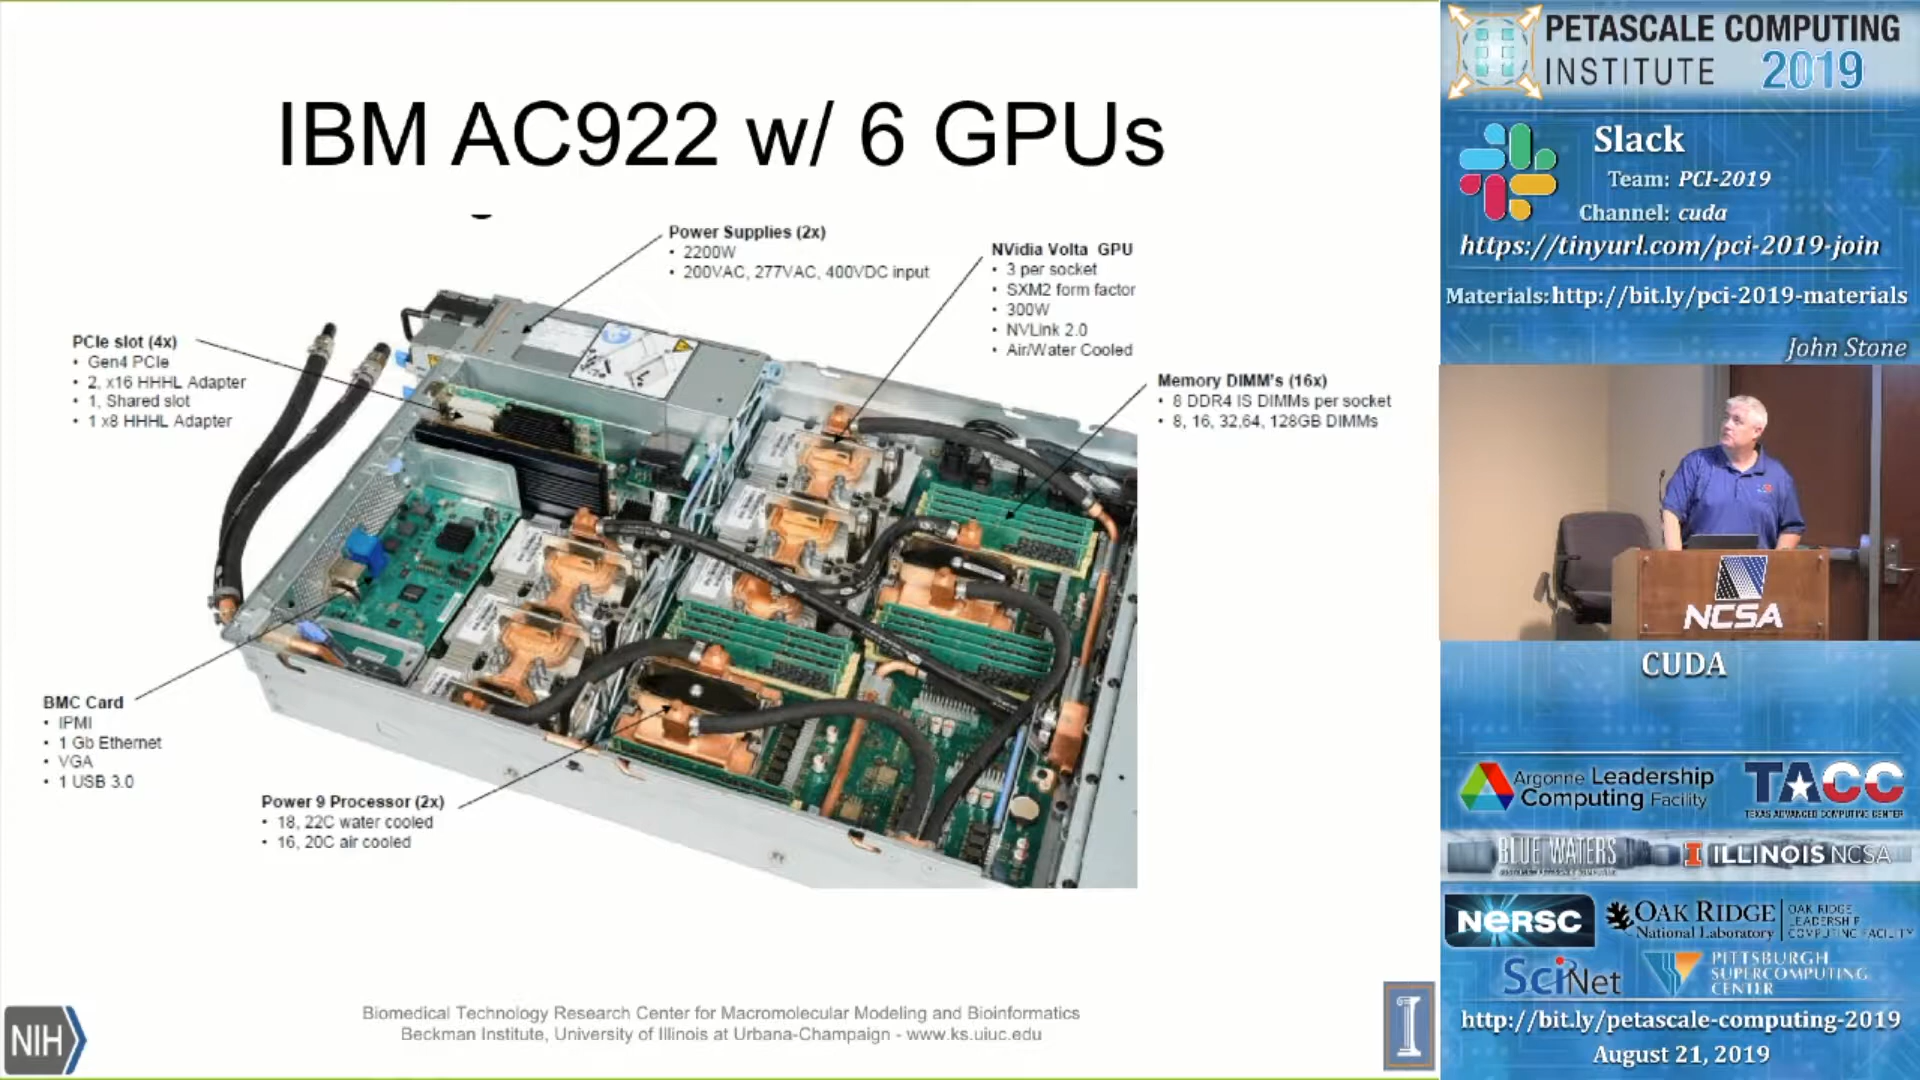 IBM AC922 w/ 6 GPUs
Power Supplies (2x)
• 2200W
• 200VAC, 277VAC, 400VDC input
NVidia Volta GPU
• 3 per socket
• SXM2 form factor
• 300W
• NVLink 2.0
• Air/Water Cooled
PCIe slot (4x)
• Gen4 PCIe
• 2, x16 HHHL Adapter
• 1, Shared slot
• 1 x8 HHHL Adapter
Memory DIMM's (16x)
• 8 DDR4 IS DIMMs per socket
• 8, 16, 32,64, 128GB DIMMs
BMC Card
• IPMI
• 1 Gb Ethernet
• VGA
• 1 USB 3.0
Power 9 Processor (2x)
• 18, 22C water cooled
• 16, 20C air cooled
NIH
Biomedical Technology Research Center for Macromolecular Modeling and Bioinformatics
Beckman Institute, University of Illinois at Urbana-Champaign - www.ks.uiuc.edu
I
PETASCALE COMPUTING
INSTITUTE 2019
Slack
Team: PCI-2019
Channel: cuda
https://tinyurl.com/pci-2019-join
Materials:http://bit.ly/pci-2019-materials
John Stone
NCSA
CUDA
Argonne Leadership
Computing Facility
TACC
TEXAS ADVANCED COMPUTING CENTER
BLUE WATERS
I ILLINOIS NCSA
NERSC
OAK RIDGE
National Laboratory
OAK RIDGE
LEADERSHIP
COMPUTING FACILITY
SciNet
PITTSBURGH
SUPERCOMPUTING
CENTER
http://bit.ly/petascale-computing-2019
August 21, 2019